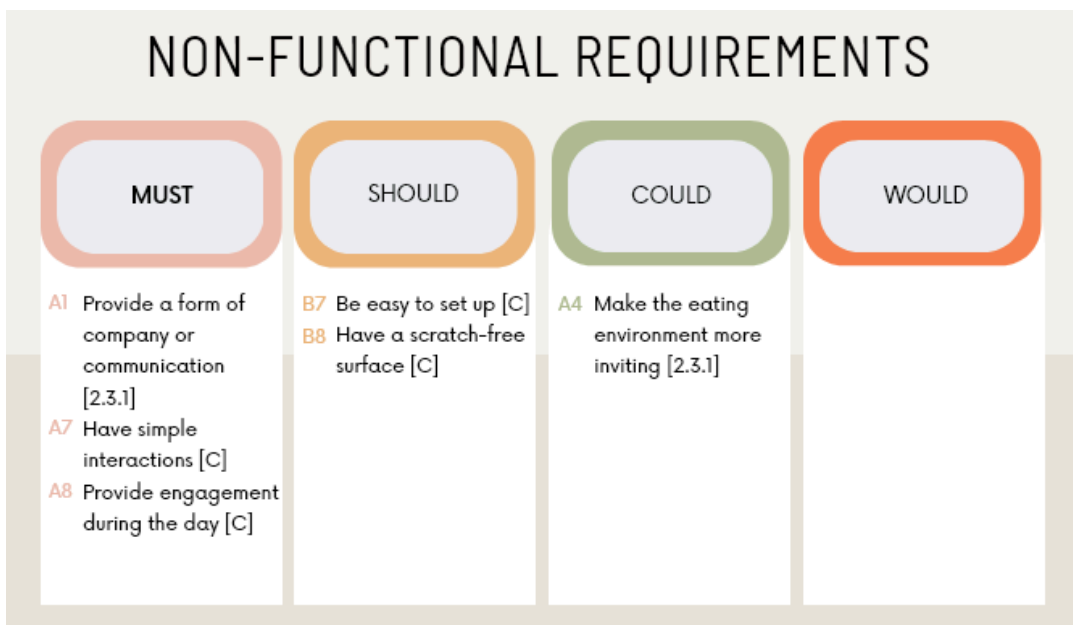 NON-FUNCTIONAL REQUIREMENTS
MUST
A1 Provide a form of
company or
communication
[2.3.1]
A7 Have simple
interactions [C]
A8 Provide engagement
during the day [C]
SHOULD
B7 Be easy to set up [C]
B8 Have a scratch-free
surface [C]
COULD
A4 Make the eating
environment more
inviting [2.3.1]
WOULD